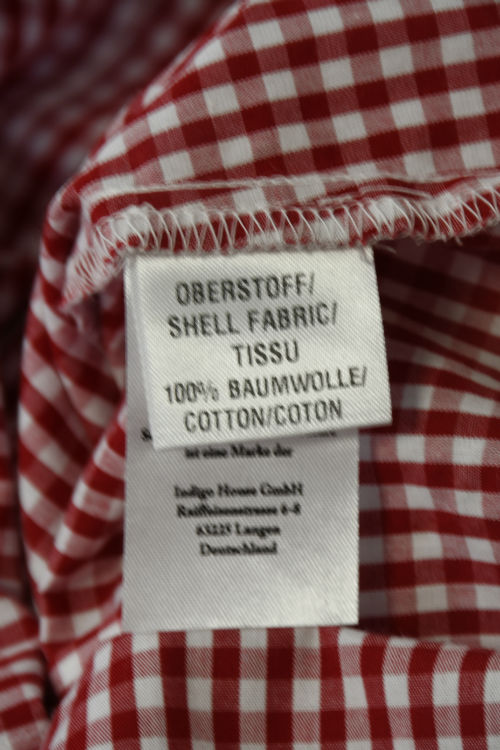 OBERSTOFF/
SHELL FABRIC/
TISSU
100% BAUMWOLLE/
COTTON/COTON
ist eine Marke der
Indigo House GmbH
Raiffeisenstrasse 6-8
63225 Langen
Deutschland